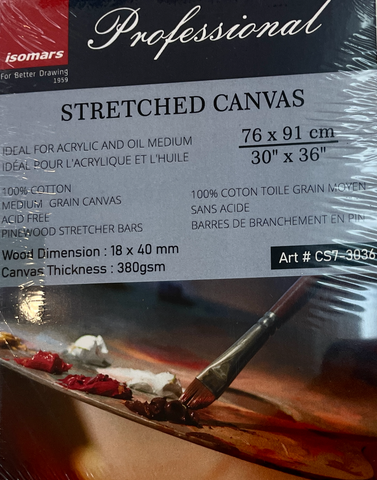 Professional
isomars
For Better Drawing
1959
STRETCHED CANVAS
IDEAL FOR ACRYLIC AND OIL MEDIUM
IDÉAL POUR L'ACRYLIQUE ET L'HUILE
76 x 91 cm
30" x 36"
100% COTTON
MEDIUM GRAIN CANVAS
ACID FREE
PINEWOOD STRETCHER BARS
100% COTON TOILE GRAIN MOYEN
SANS ACIDE
BARRES DE BRANCHEMENT EN PIN
Wood Dimension : 18 x 40 mm
Canvas Thickness : 380gsm
Art # CS7-3036